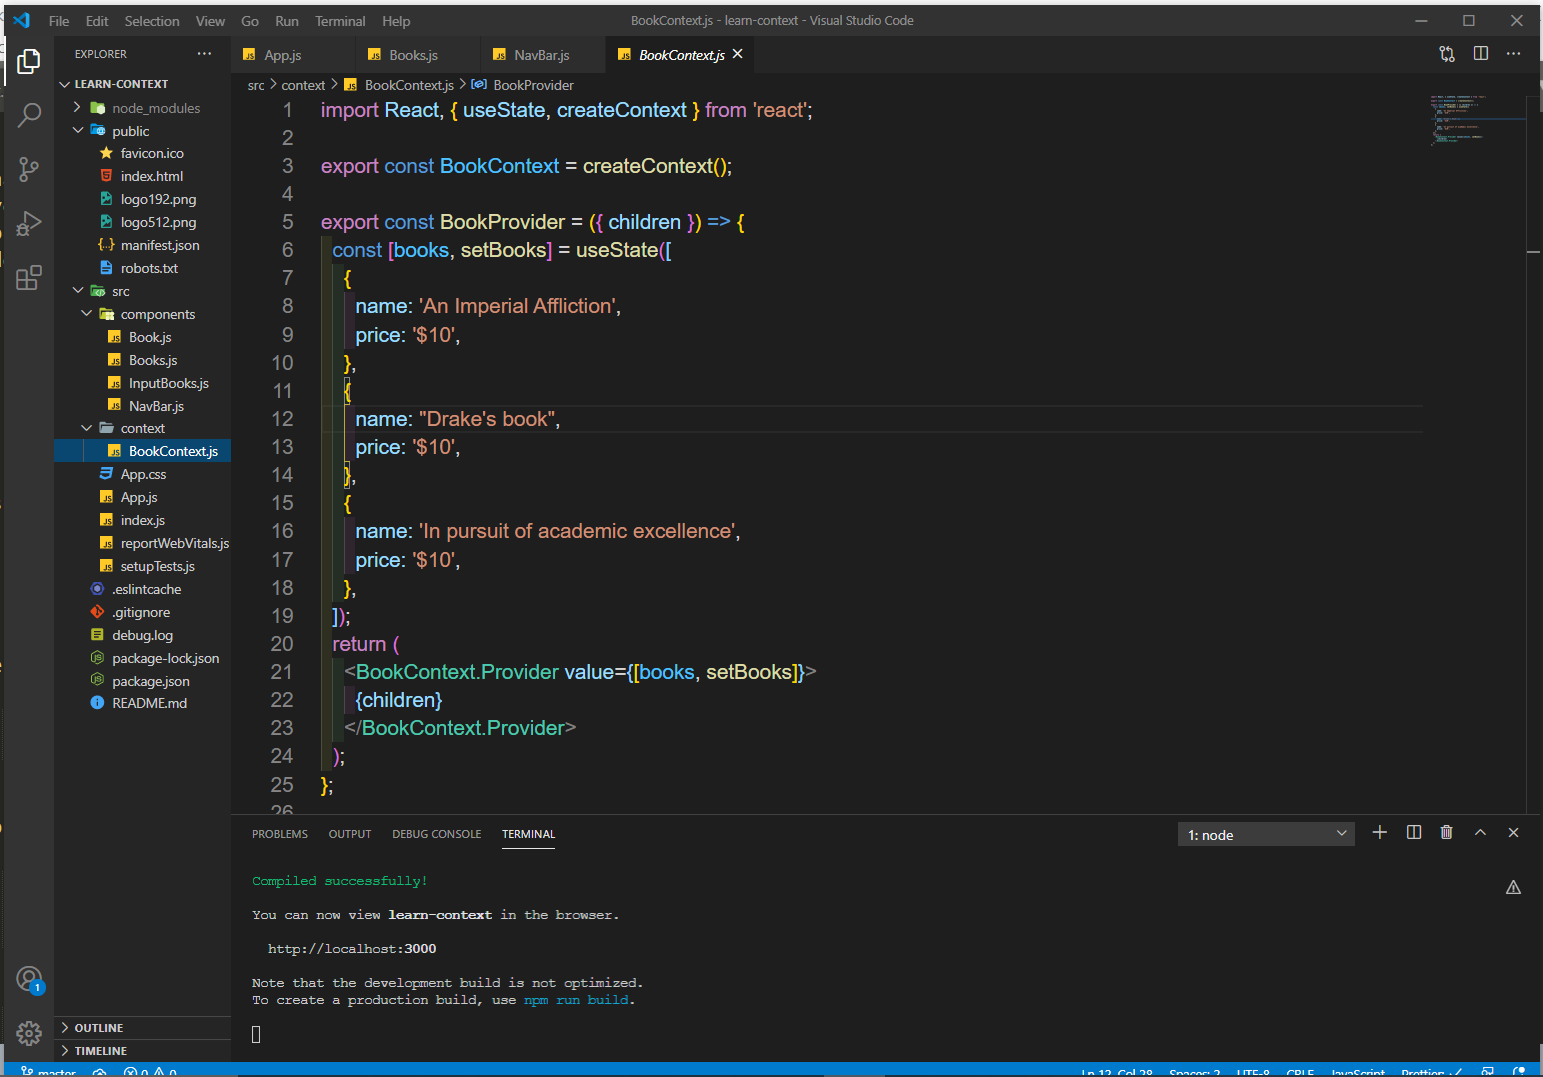 File Edit Selection View Go Run Terminal Help
BookContext.js - learn-context - Visual Studio Code
EXPLORER
LEARN-CONTEXT
node_modules
public
favicon.ico
index.html
logo192.png
logo512.png
manifest.json
robots.txt
src
components
Book.js
Books.js
InputBooks.js
NavBar.js
context
BookContext.js
App.css
App.js
index.js
reportWebVitals.js
setupTests.js
.eslintcache
.gitignore
debug.log
package-lock.json
package.json
README.md
OUTLINE
TIMELINE
App.js Books.js NavBar.js BookContext.js
src > context > BookContext.js > BookProvider
1 import React, { useState, createContext } from 'react';
2
3 export const BookContext = createContext();
4
5 export const BookProvider = ({ children }) => {
6 const [books, setBooks] = useState([
7 {
8 name: 'An Imperial Affliction',
9 price: '$10',
10 },
11 {
12 name: "Drake's book",
13 price: '$10',
14 },
15 {
16 name: 'In pursuit of academic excellence',
17 price: '$10',
18 },
19 ]);
20 return (
21 <BookContext.Provider value={[books, setBooks]}>
22 {children}
23 </BookContext.Provider>
24 );
25 };
26
PROBLEMS OUTPUT DEBUG CONSOLE TERMINAL
1: node
Compiled successfully!
You can now view learn-context in the browser.
http://localhost:3000
Note that the development build is not optimized.
To create a production build, use npm run build.
1
master 0 0 Ln 12, Col 28 Spaces: 2 UTF-8 CRLF JavaScript Prettier: ✓